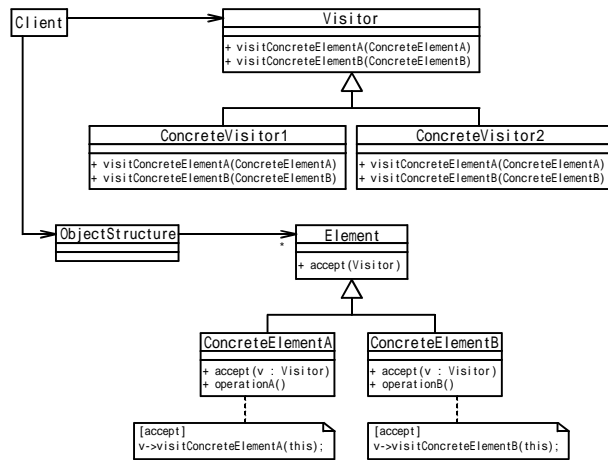 Client
Visitor
+ visitConcreteElementA(ConcreteElementA)
+ visitConcreteElementB(ConcreteElementB)
ConcreteVisitor1
+ visitConcreteElementA(ConcreteElementA)
+ visitConcreteElementB(ConcreteElementB)
ConcreteVisitor2
+ visitConcreteElementA(ConcreteElementA)
+ visitConcreteElementB(ConcreteElementB)
ObjectStructure
*
Element
+ accept(Visitor)
ConcreteElementA
+ accept(v : Visitor)
+ operationA()
ConcreteElementB
+ accept(v : Visitor)
+ operationB()
[accept]
v->visitConcreteElementA(this);
[accept]
v->visitConcreteElementB(this);